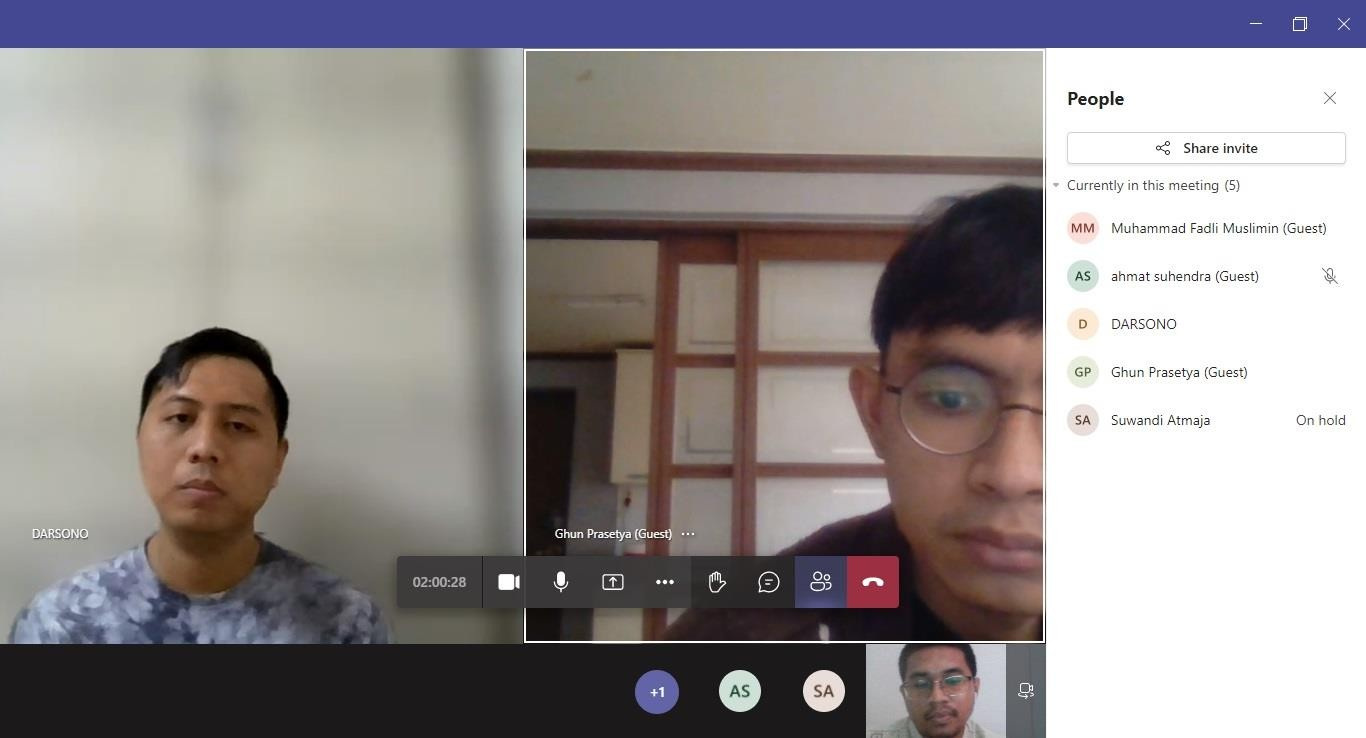 People
Share invite
Currently in this meeting (5)
MM Muhammad Fadli Muslimin (Guest)
AS ahmat suhendra (Guest)
D DARSONO
GP Ghun Prasetya (Guest)
SA Suwandi Atmaja On hold
DARSONO
Ghun Prasetya (Guest)
02:00:28
+1 AS SA